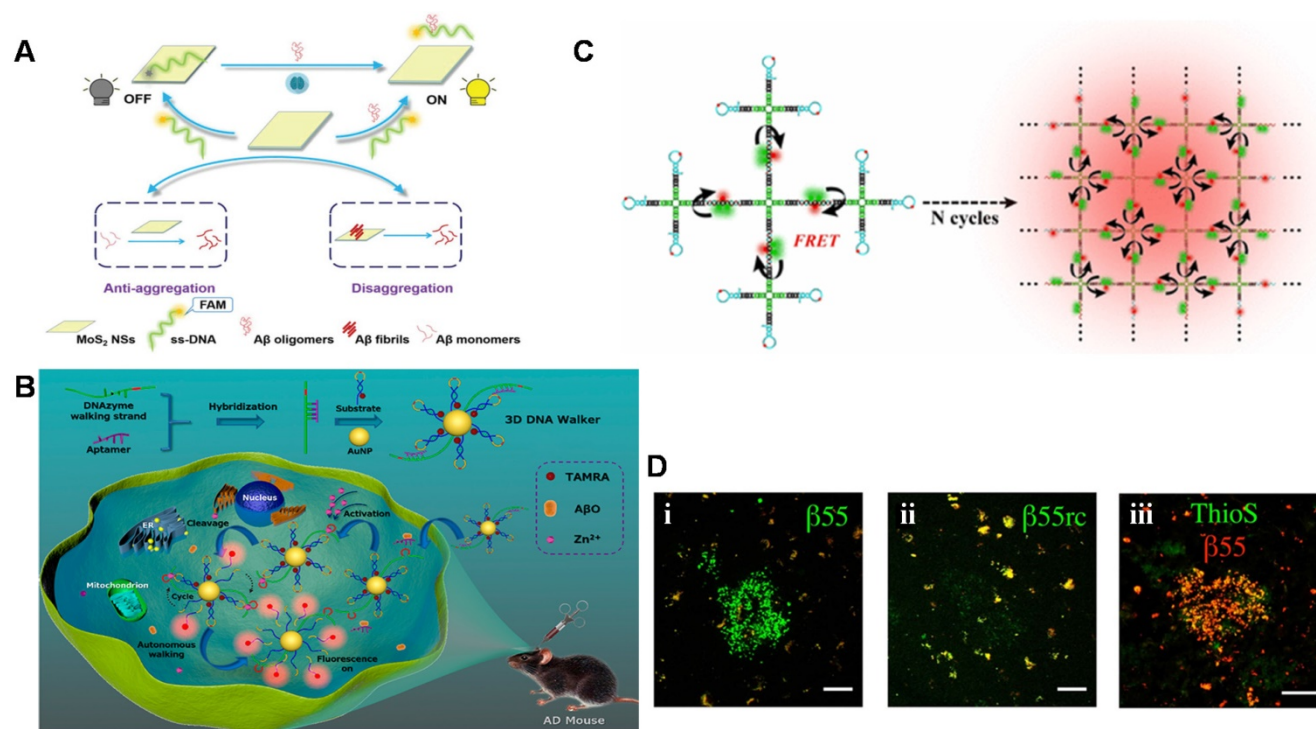 A
OFF
ON
Anti-aggregation
Disaggregation
FAM
MoS₂ NSs
ss-DNA
Aβ oligomers
Aβ fibrils
Aβ monomers
B
DNAzyme
walking strand
Aptamer
Hybridization
Substrate
AuNP
3D DNA Walker
TAMRA
AβO
Zn²⁺
Nucleus
Activation
ER
Cleavage
Mitochondrion
Cycle
Autonomous
walking
Fluorescence
on
AD Mouse
C
FRET
N cycles
D
i
β55
ii
β55rc
iii
ThioS
β55